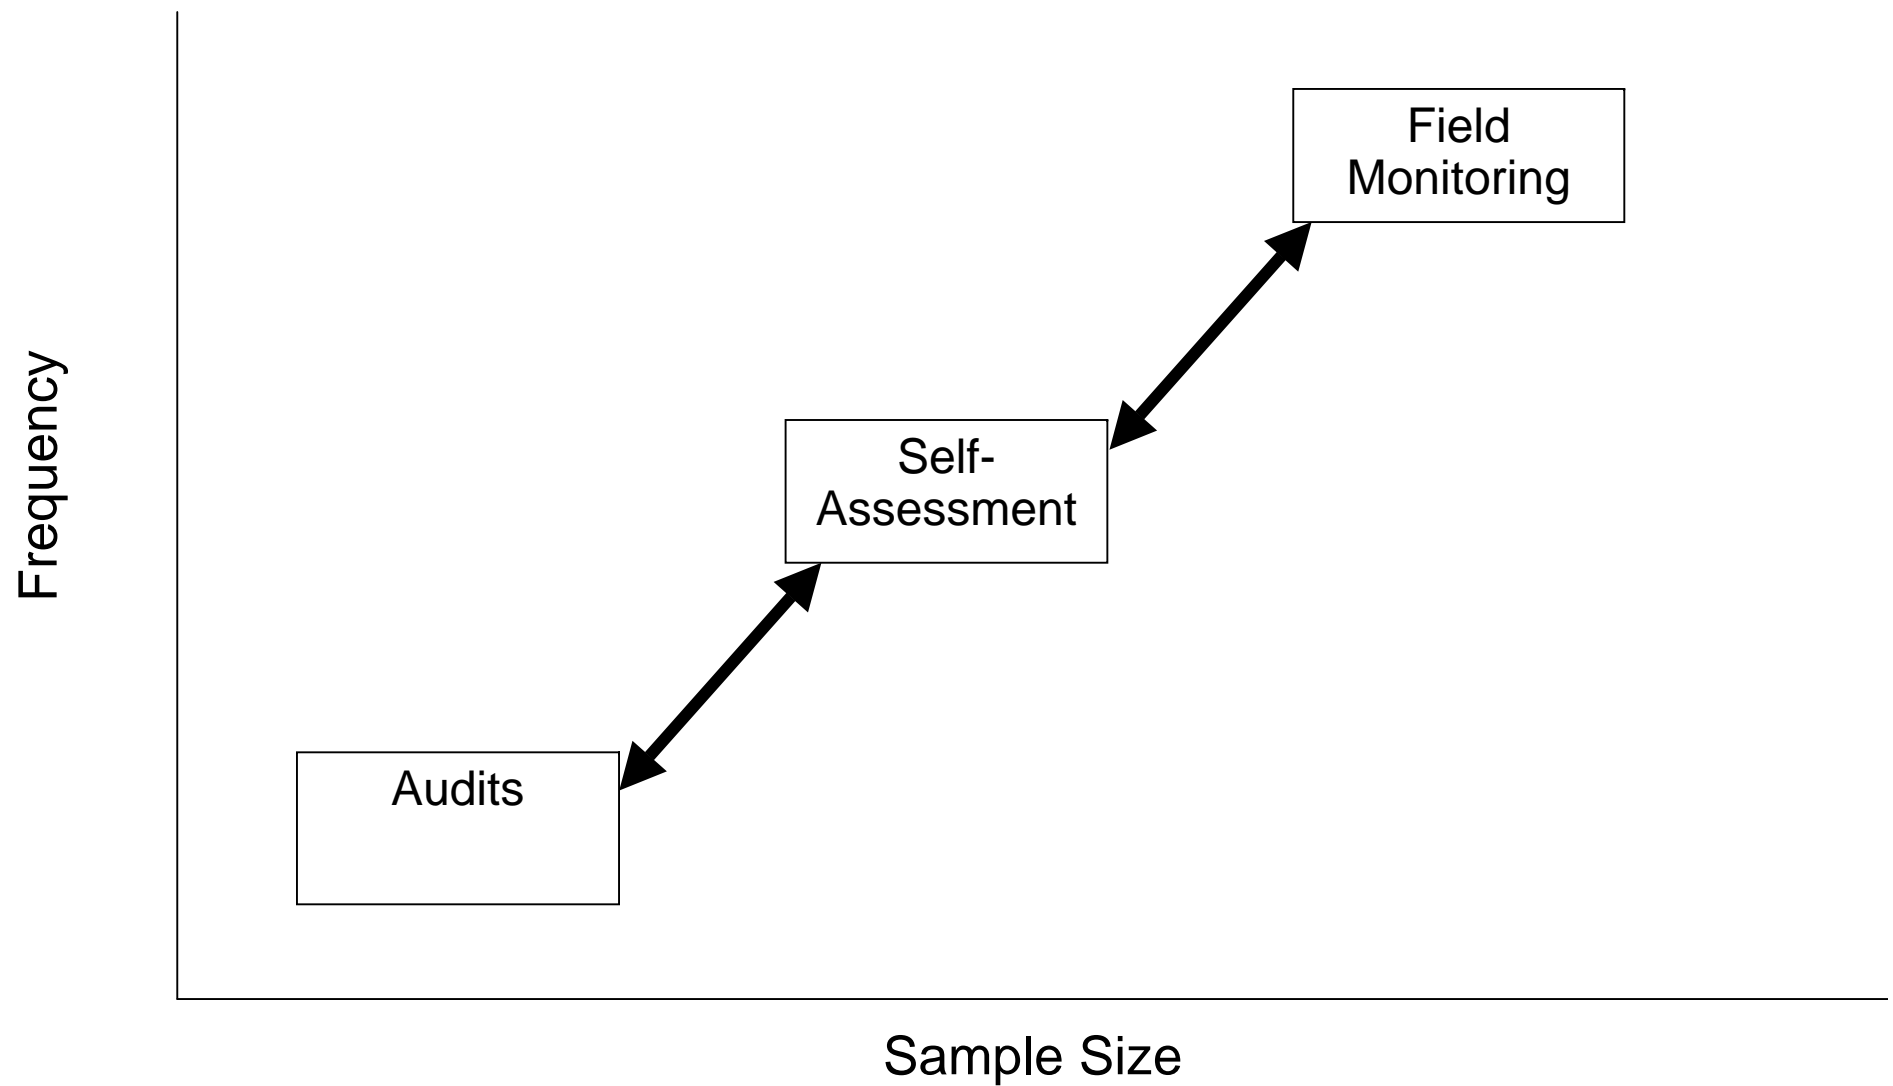 Frequency
Field
Monitoring
Self-
Assessment
Audits
Sample Size